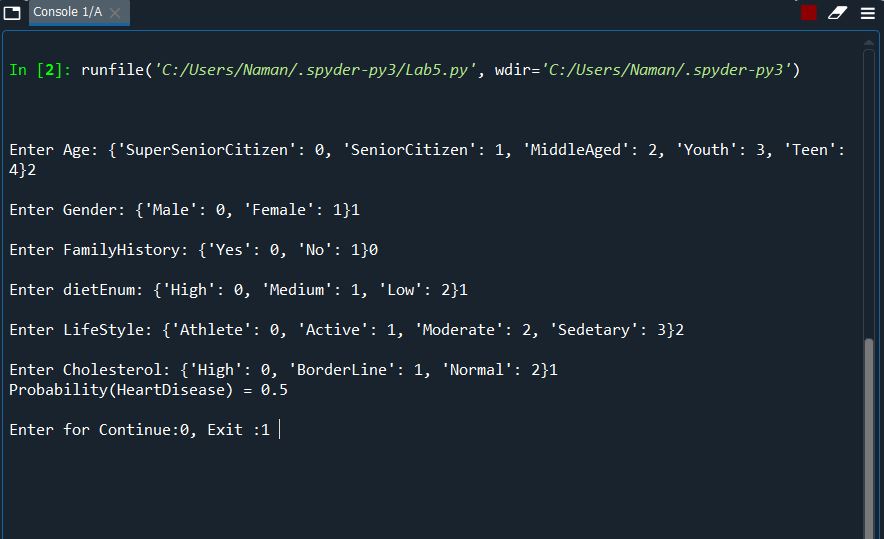 Console 1/A
In [2]: runfile('C:/Users/Naman/.spyder-py3/Lab5.py', wdir='C:/Users/Naman/.spyder-py3')
Enter Age: {'SuperSeniorCitizen': 0, 'SeniorCitizen': 1, 'MiddleAged': 2, 'Youth': 3, 'Teen':
4}2
Enter Gender: {'Male': 0, 'Female': 1}1
Enter FamilyHistory: {'Yes': 0, 'No': 1}0
Enter dietEnum: {'High': 0, 'Medium': 1, 'Low': 2}1
Enter LifeStyle: {'Athlete': 0, 'Active': 1, 'Moderate': 2, 'Sedetary': 3}2
Enter Cholesterol: {'High': 0, 'BorderLine': 1, 'Normal': 2}1
Probability(HeartDisease) = 0.5
Enter for Continue:0, Exit :1